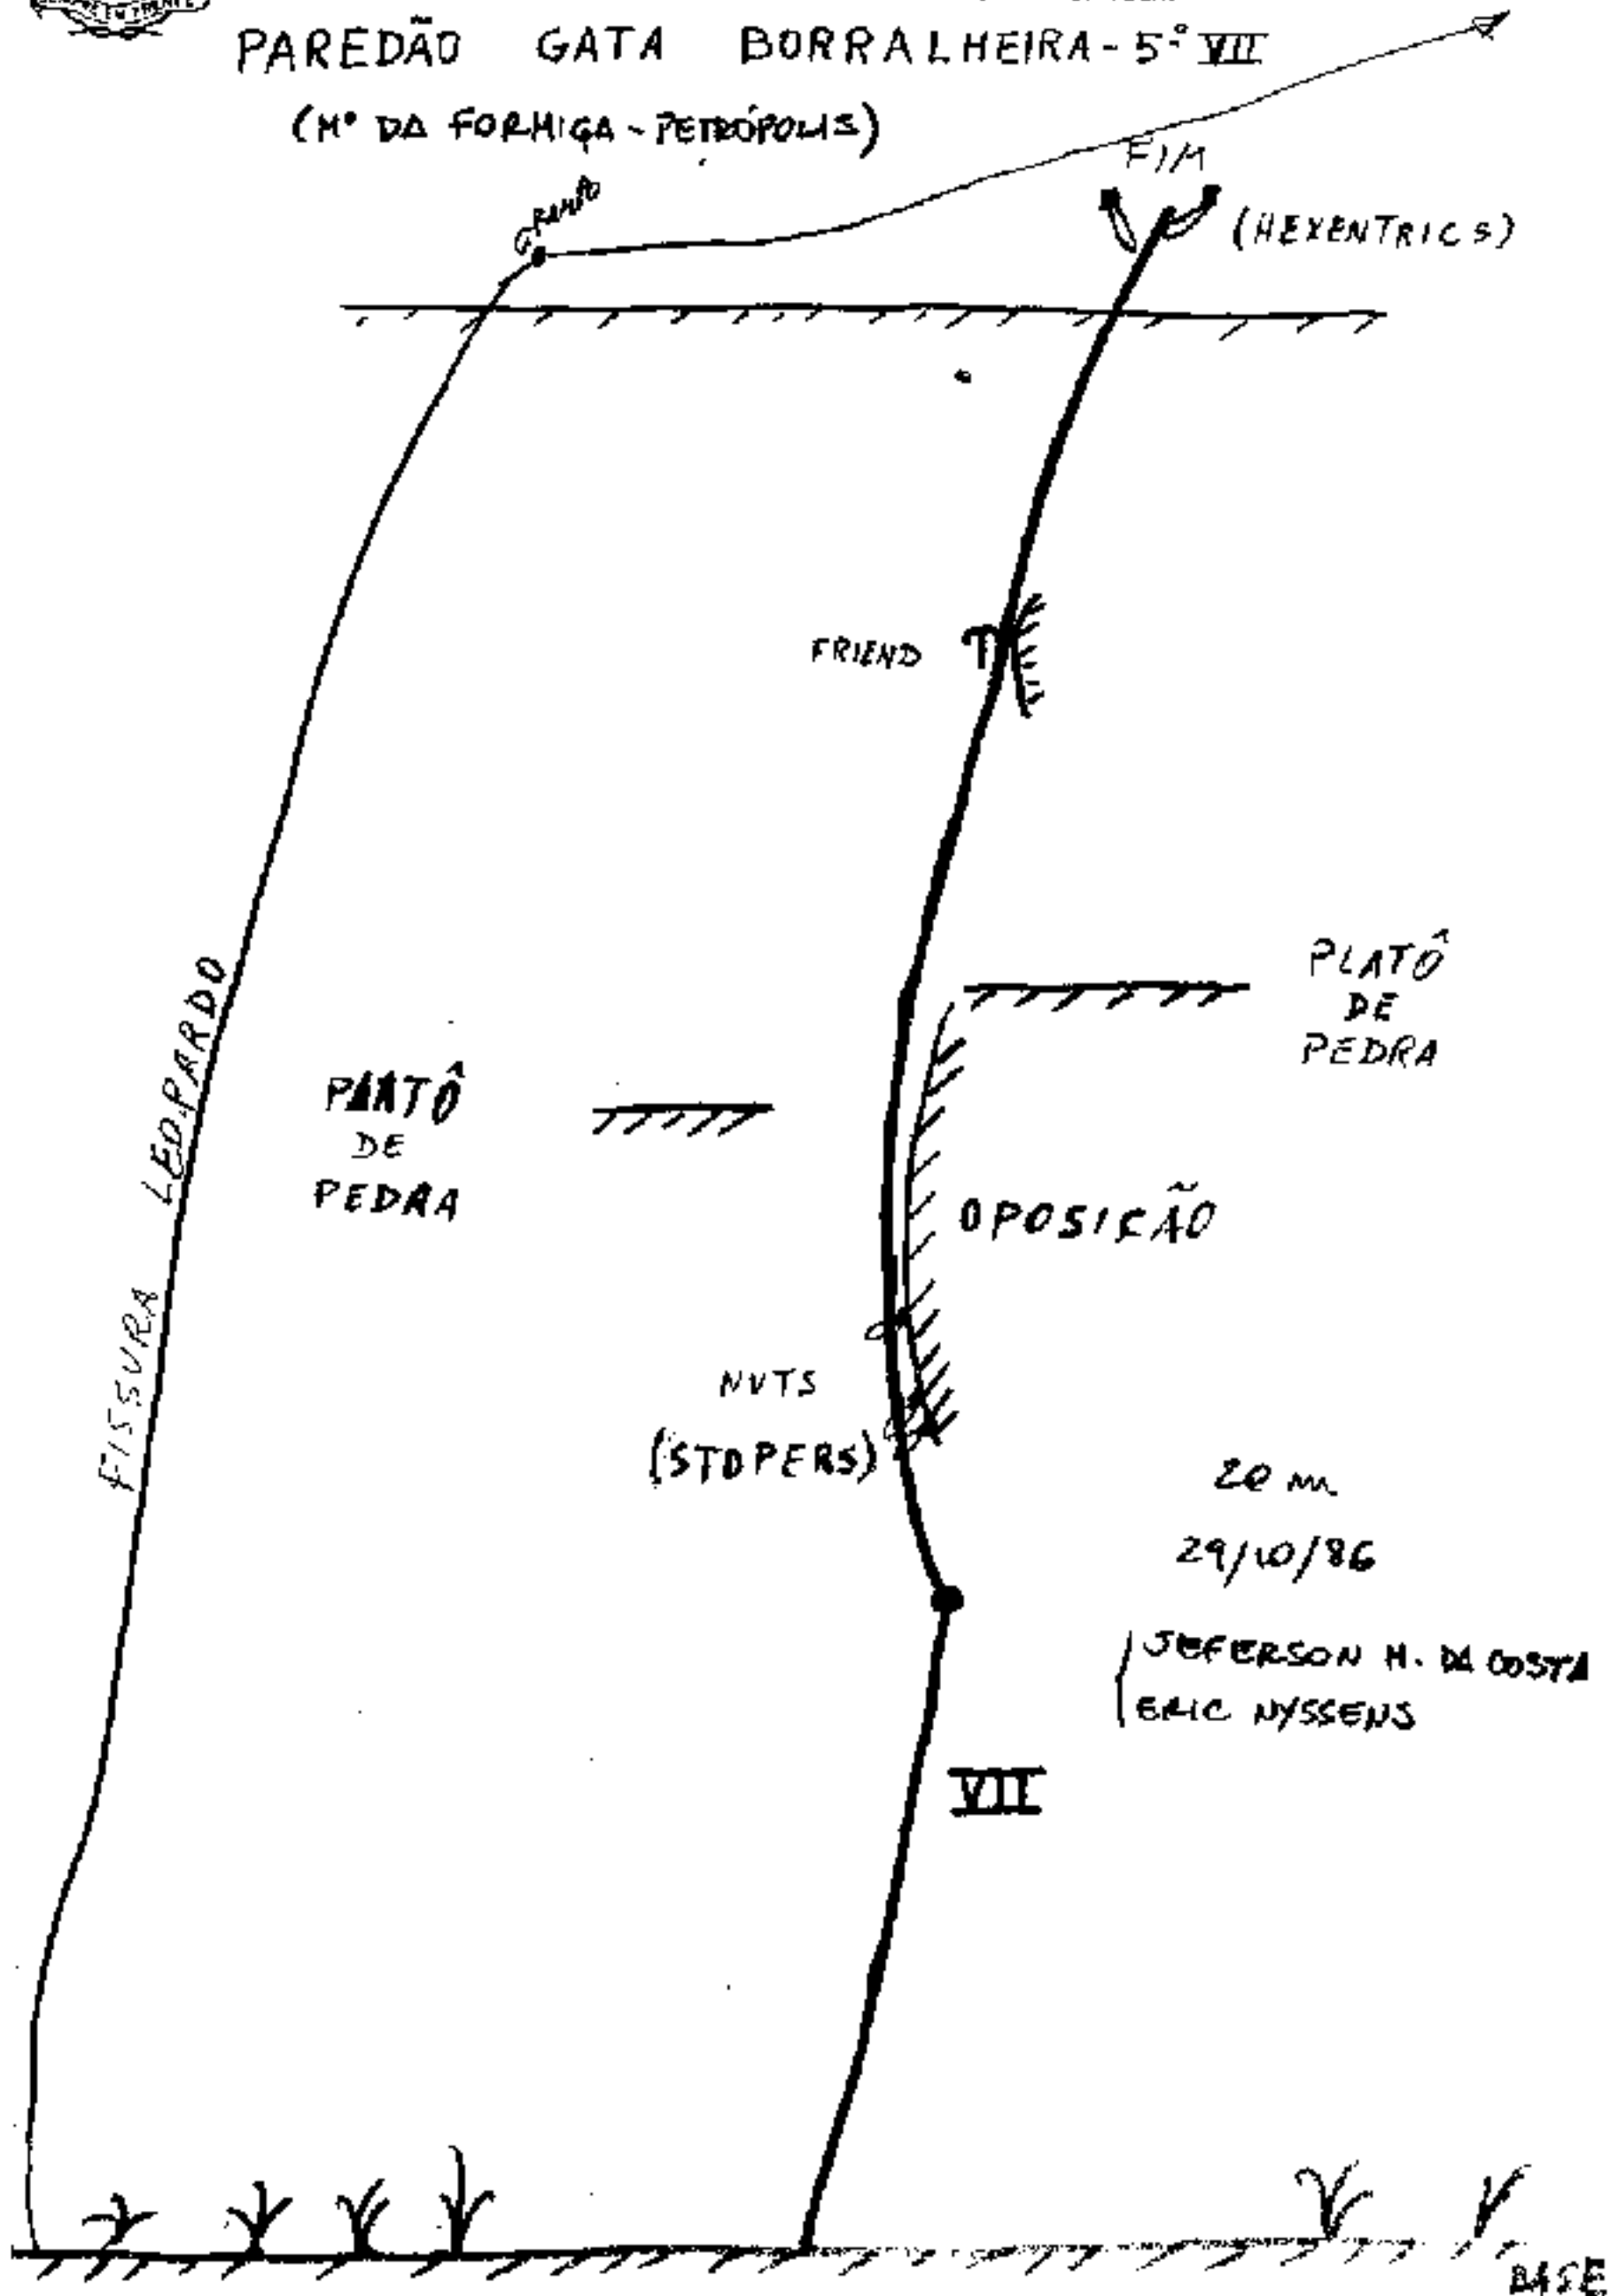 PAREDÃO GATA BORRALHEIRA - 5º VII
(Mº DA FORMIGA - PETRÓPOLIS)
FIM
GRAMPO
(HEXENTRICS)
FRIEND
PLATÔ
DE
PEDRA
LEOPARDO
PLATÔ
DE
PEDRA
OPOSIÇÃO
FISSURA
NUTS
(STOPERS)
20 m
29/10/86
JEFERSON H. DA COSTA
ERIC NYSSENS
VII
BASE